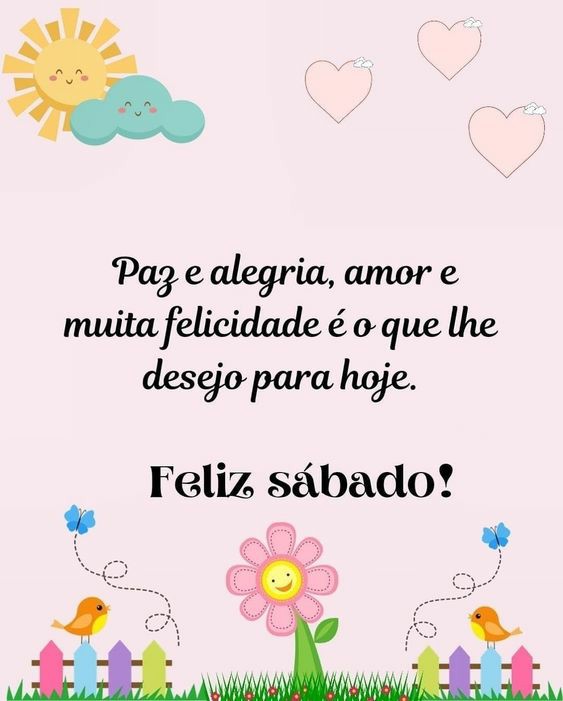 Paz e alegria, amor e
muita felicidade é o que lhe
desejo para hoje.
Feliz sábado!